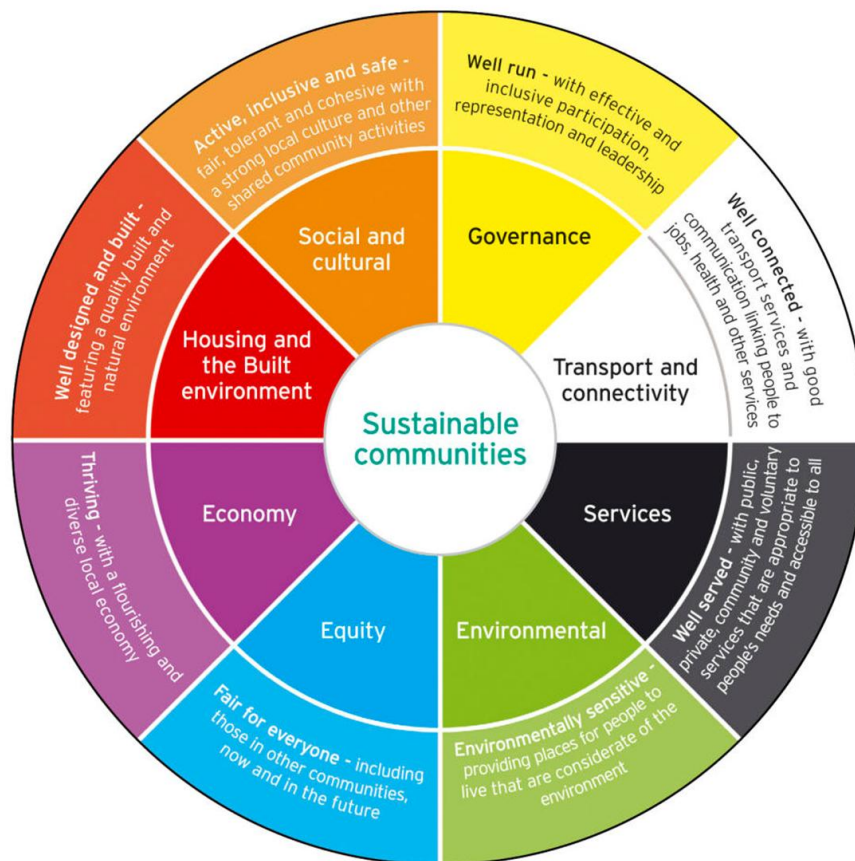 Sustainable
communities
Governance
Well run - with effective and
inclusive participation,
representation and leadership
Transport and
connectivity
Well connected - with good
transport services and
communication linking people to
jobs, health and other services
Services
Well served - with public,
private, community and voluntary
services that are appropriate to
people's needs and accessible to all
Environmental
Environmentally sensitive -
providing places for people to
live that are considerate of the
environment
Equity
Fair for everyone - including
those in other communities,
now and in the future
Economy
Thriving - with a flourishing and
diverse local economy
Housing and
the Built
environment
Well designed and built -
featuring a quality built and
natural environment
Social and
cultural
Active, inclusive and safe -
fair, tolerant and cohesive with
a strong local culture and other
shared community activities